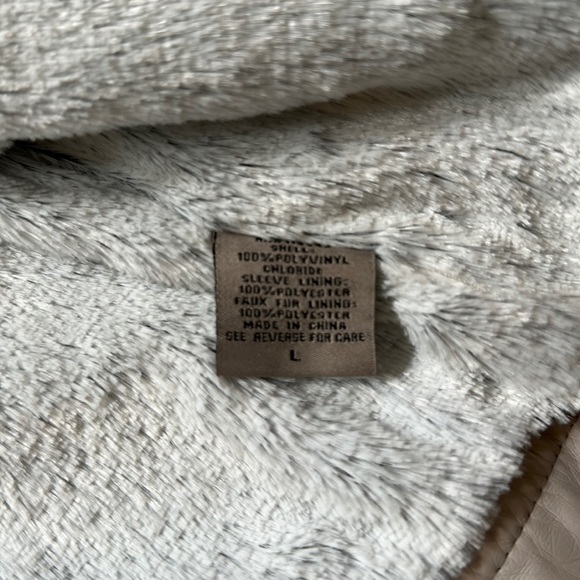 SHELL:
100%POLYVINYL
CHLORIDE
SLEEVE LINING:
100%POLYESTER
FAUX FUR LINING:
100%POLYESTER
MADE IN CHINA
SEE REVERSE FOR CARE
L